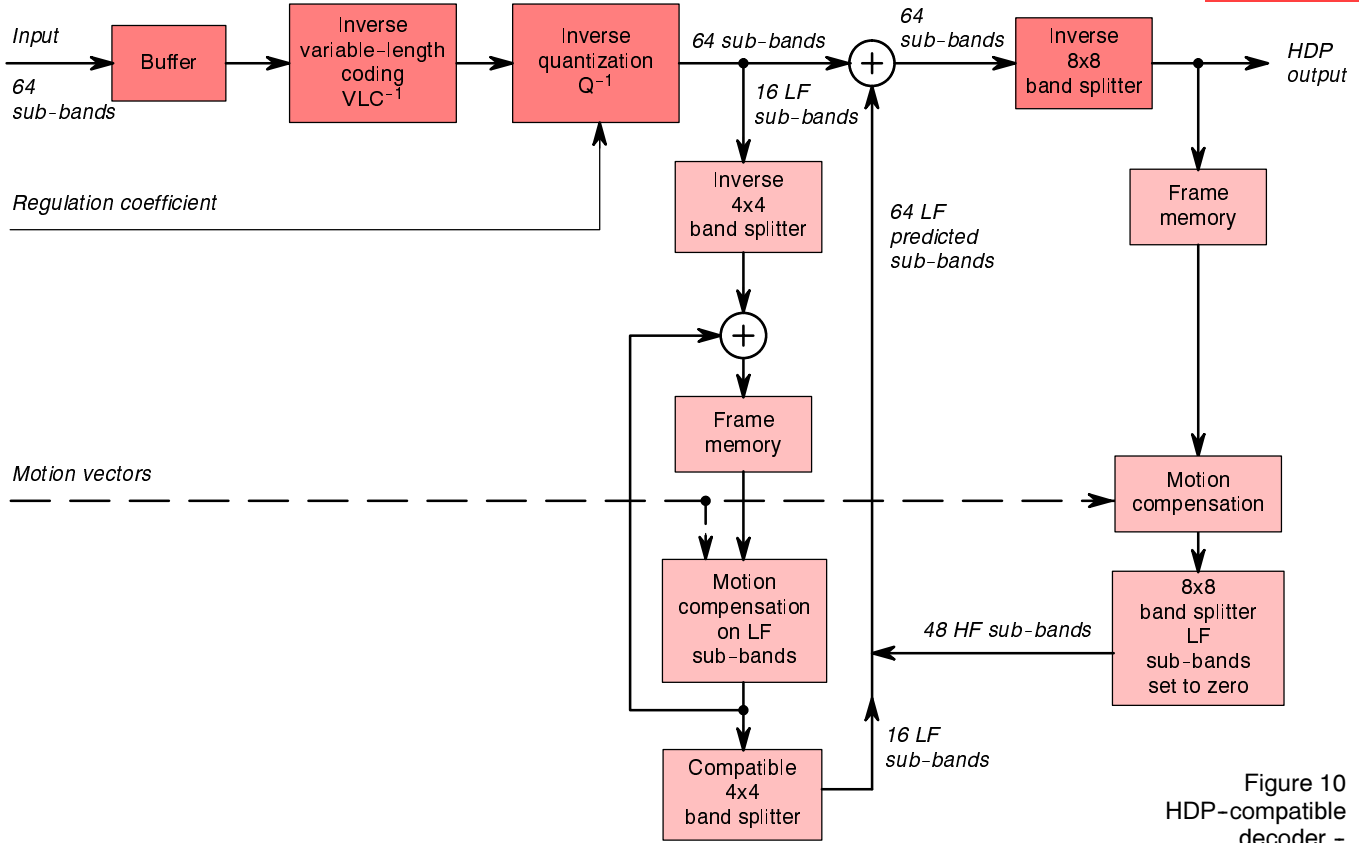 Input
64
sub-bands
Buffer
Inverse
variable-length
coding
VLC⁻¹
Inverse
quantization
Q⁻¹
64 sub-bands
16 LF
sub-bands
+
64
sub-bands
Inverse
8x8
band splitter
HDP
output
Regulation coefficient
Inverse
4x4
band splitter
64 LF
predicted
sub-bands
Frame
memory
+
Frame
memory
Motion vectors
Motion
compensation
Motion
compensation
on LF
sub-bands
48 HF sub-bands
8x8
band splitter
LF
sub-bands
set to zero
16 LF
sub-bands
Compatible
4x4
band splitter
Figure 10
HDP-compatible
decoder -